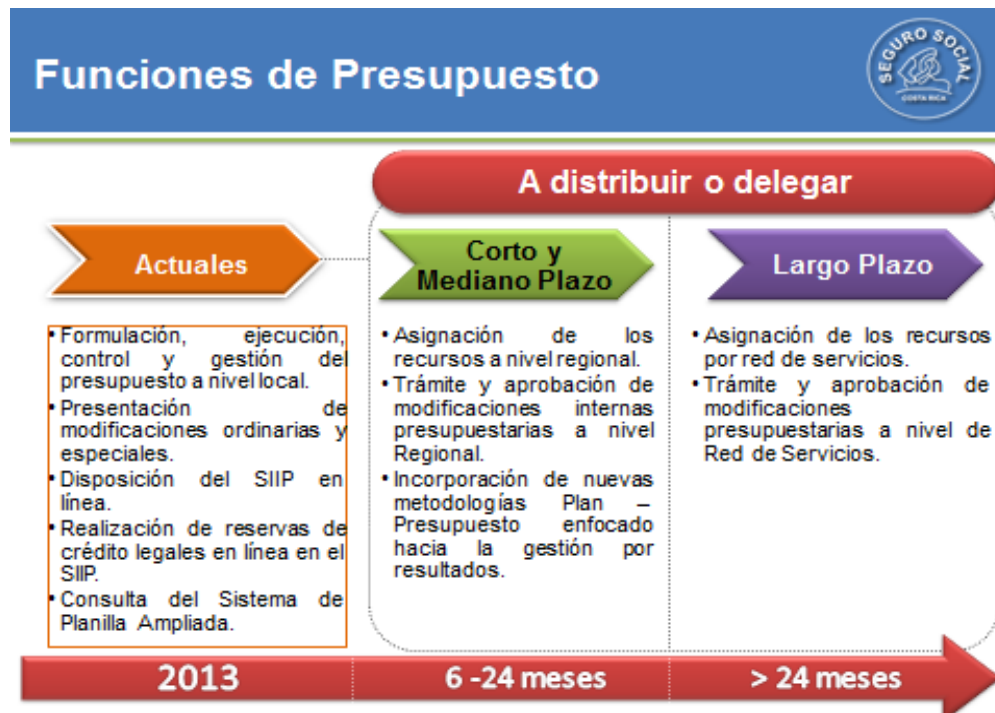 Funciones de Presupuesto
SEGURO SOCIAL
COSTA RICA
A distribuir o delegar
Actuales
Corto y
Mediano Plazo
Largo Plazo
• Formulación, ejecución,
control y gestión del
presupuesto a nivel local.
• Presentación de
modificaciones ordinarias y
especiales.
• Disposición del SIIP en
línea.
• Realización de reservas de
crédito legales en línea en el
SIIP.
• Consulta del Sistema de
Planilla Ampliada.
• Asignación de los
recursos a nivel regional.
• Trámite y aprobación de
modificaciones internas
presupuestarias a nivel
Regional.
• Incorporación de nuevas
metodologías Plan –
Presupuesto enfocado
hacia la gestión por
resultados.
• Asignación de los recursos
por red de servicios.
• Trámite y aprobación de
modificaciones
presupuestarias a nivel de
Red de Servicios.
2013
6 -24 meses
> 24 meses